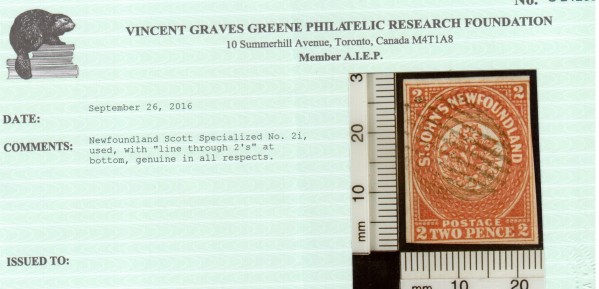 No.
VINCENT GRAVES GREENE PHILATELIC RESEARCH FOUNDATION
10 Summerhill Avenue, Toronto, Canada M4T1A8
Member A.I.E.P.
DATE:
September 26, 2016
COMMENTS:
Newfoundland Scott Specialized No. 2i,
used, with "line through 2's" at
bottom, genuine in all respects.
ISSUED TO:
3
20
10
mm
2 2
ST. JOHN'S NEWFOUNDLAND
POSTAGE
2 TWO PENCE 2
mm 10 20